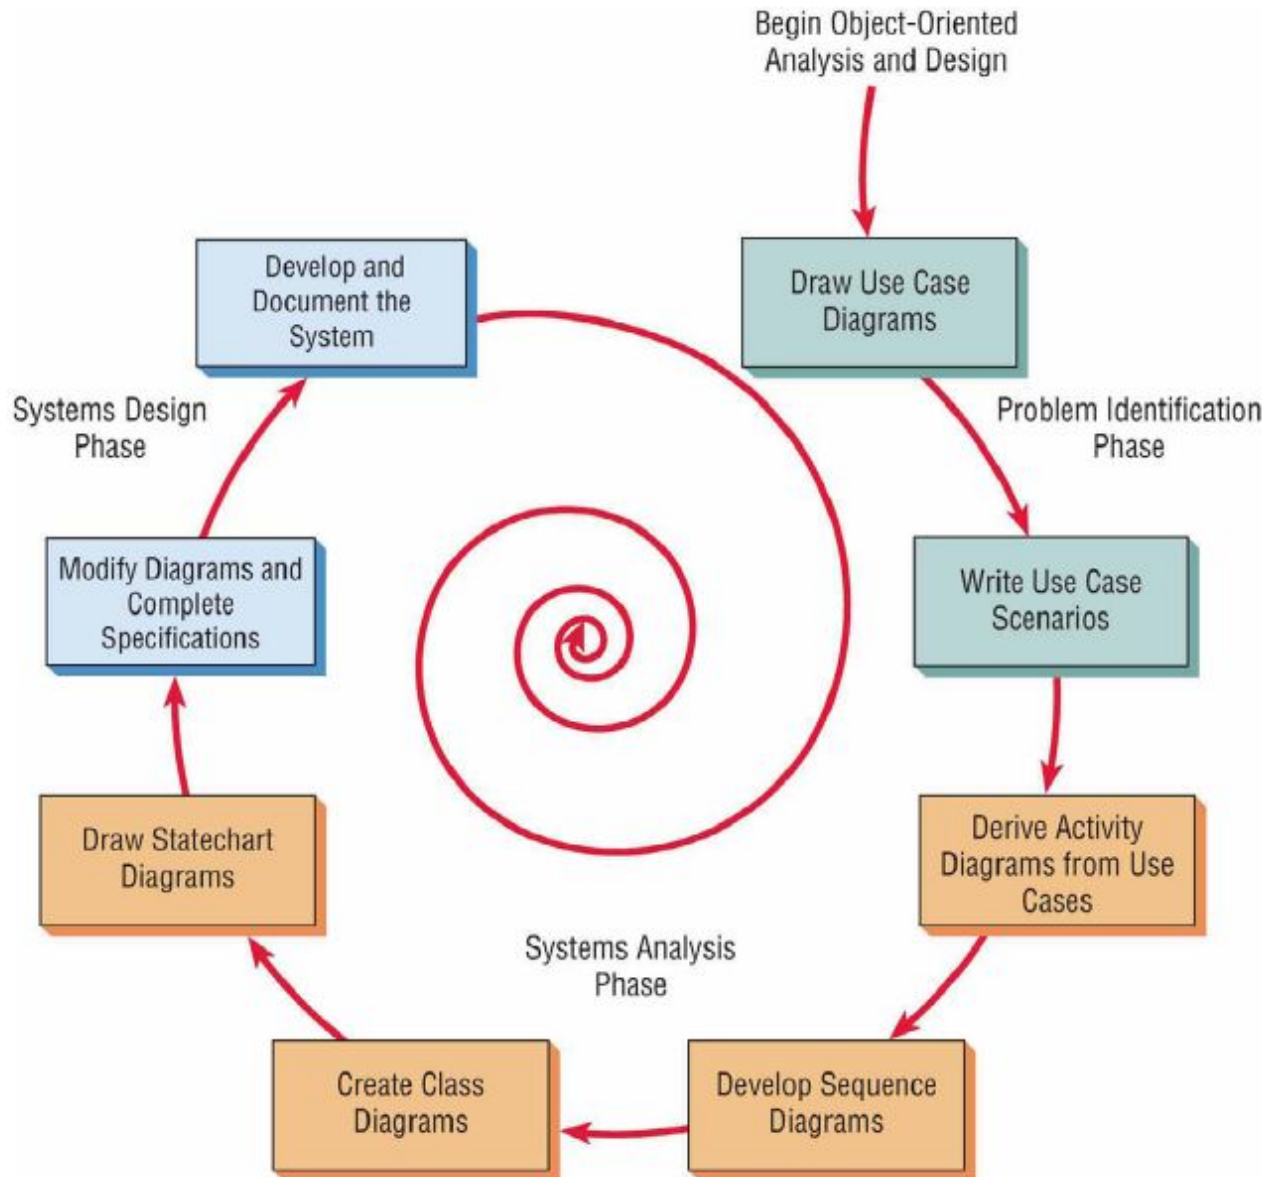 Begin Object-Oriented
Analysis and Design
Draw Use Case
Diagrams
Problem Identification
Phase
Write Use Case
Scenarios
Derive Activity
Diagrams from Use
Cases
Develop Sequence
Diagrams
Systems Analysis
Phase
Create Class
Diagrams
Draw Statechart
Diagrams
Modify Diagrams and
Complete
Specifications
Systems Design
Phase
Develop and
Document the
System